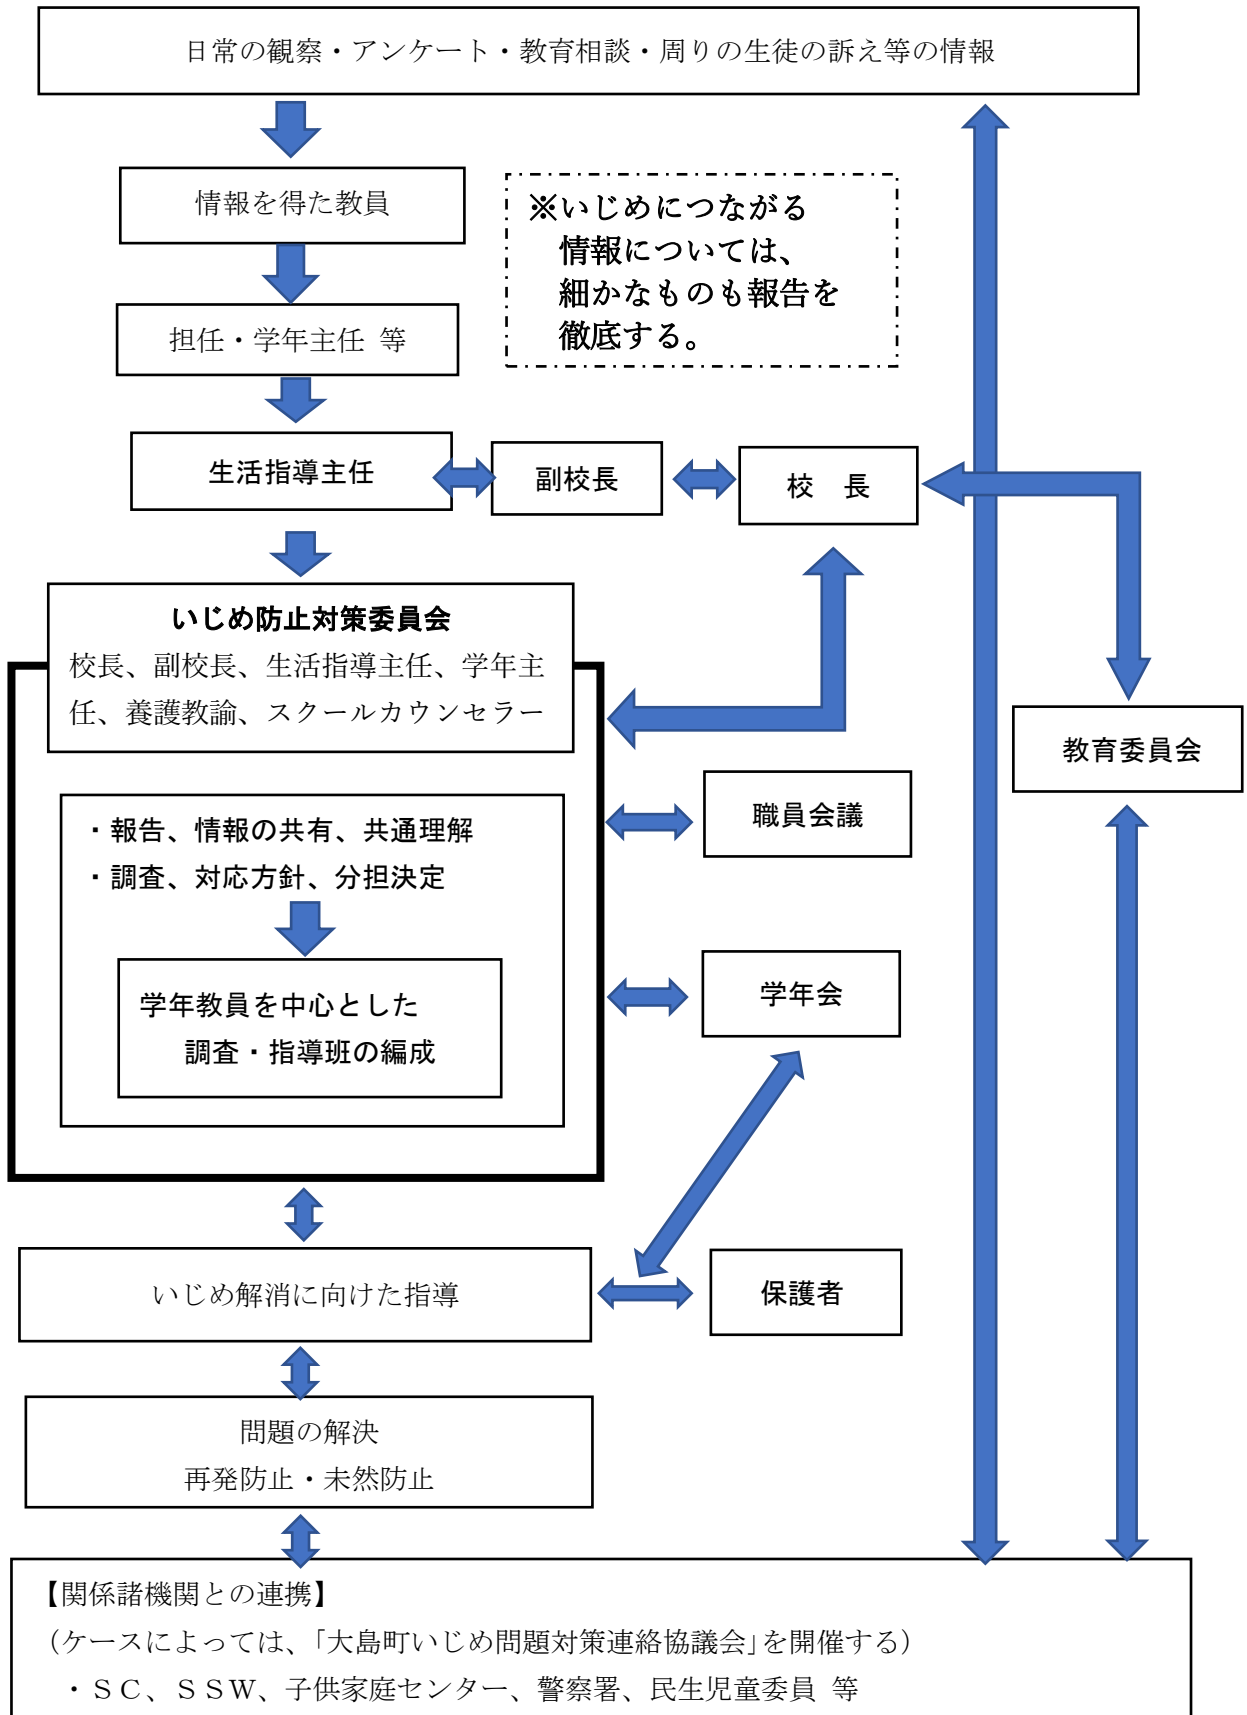 日常の観察・アンケート・教育相談・周りの生徒の訴え等の情報
情報を得た教員
※いじめにつながる
情報については、
細かなものも報告を
徹底する。
担任・学年主任 等
生活指導主任
副校長
校 長
いじめ防止対策委員会
校長、副校長、生活指導主任、学年主
任、養護教諭、スクールカウンセラー
教育委員会
・報告、情報の共有、共通理解
・調査、対応方針、分担決定
職員会議
学年教員を中心とした
調査・指導班の編成
学年会
いじめ解消に向けた指導
保護者
問題の解決
再発防止・未然防止
【関係諸機関との連携】
（ケースによっては、「大島町いじめ問題対策連絡協議会」を開催する）
・ＳＣ、ＳＳＷ、子供家庭センター、警察署、民生児童委員 等